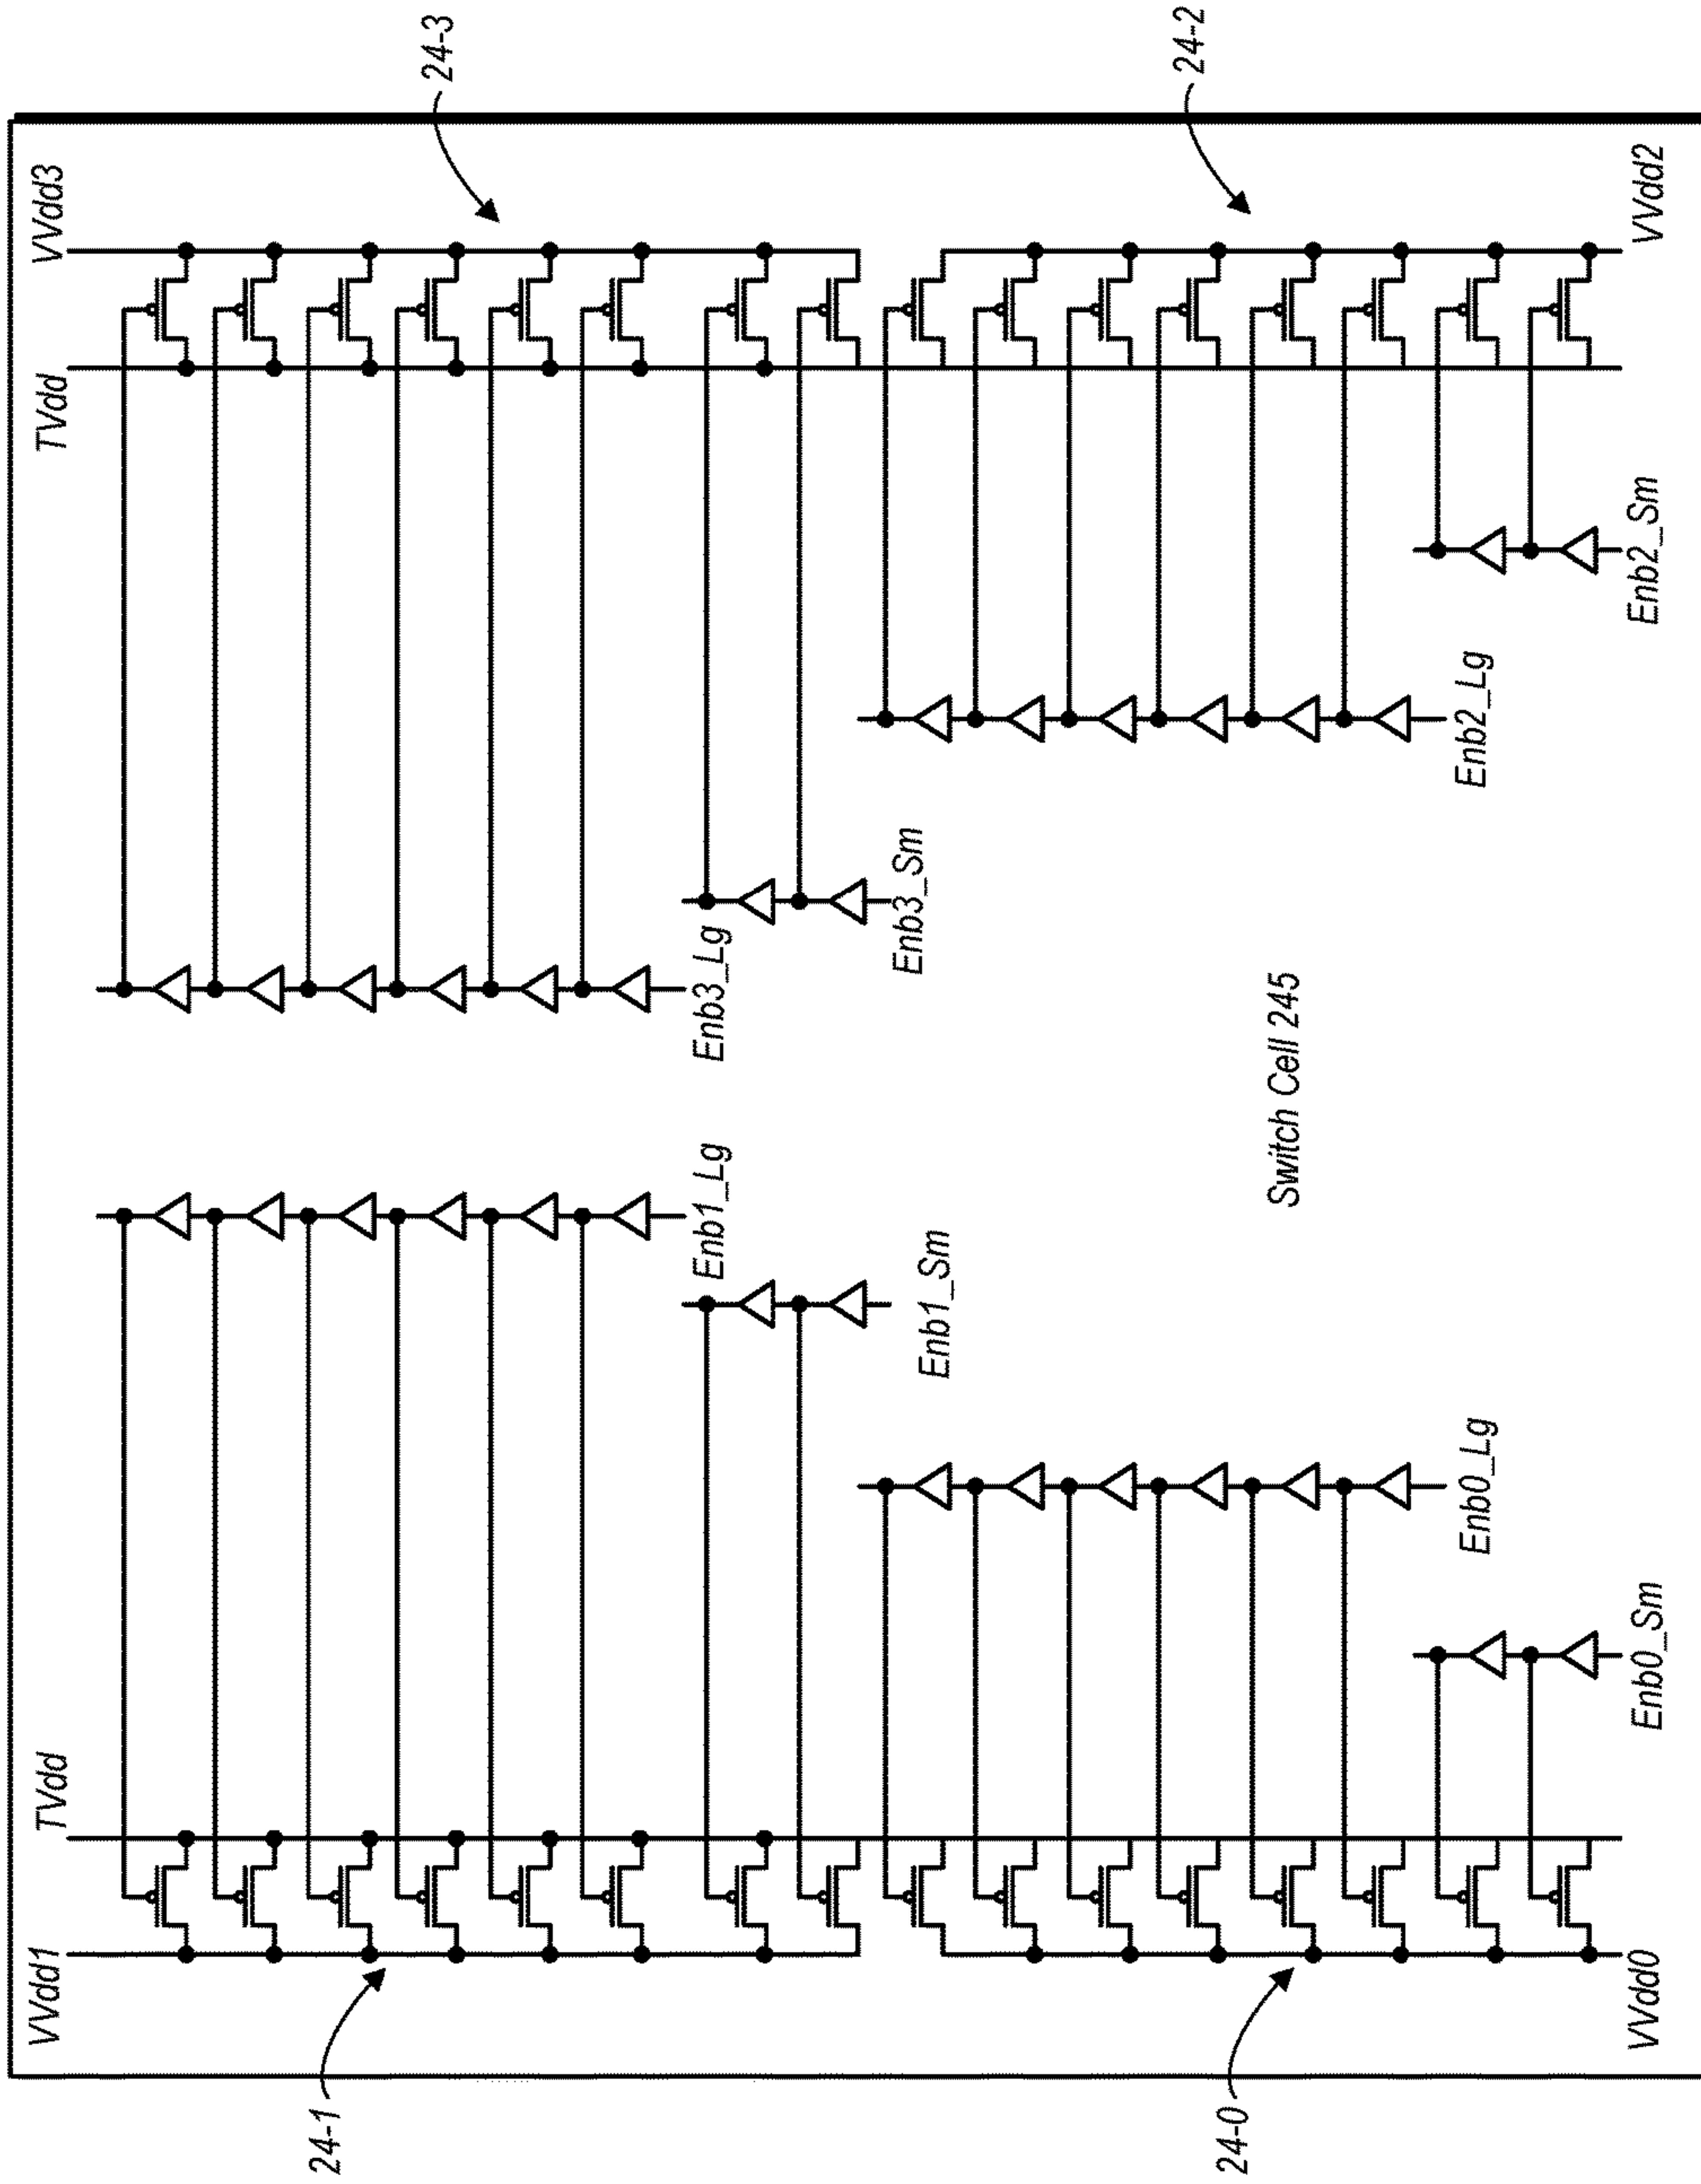 VVdd1 TVdd TVdd VVdd3
24-1
24-3
Enb1_Lg Enb3_Lg
Enb1_Sm Enb3_Sm
24-2
24-0
Switch Cell 245
Enb0_Lg Enb2_Lg
VVdd0 Enb0_Sm Enb2_Sm VVdd2